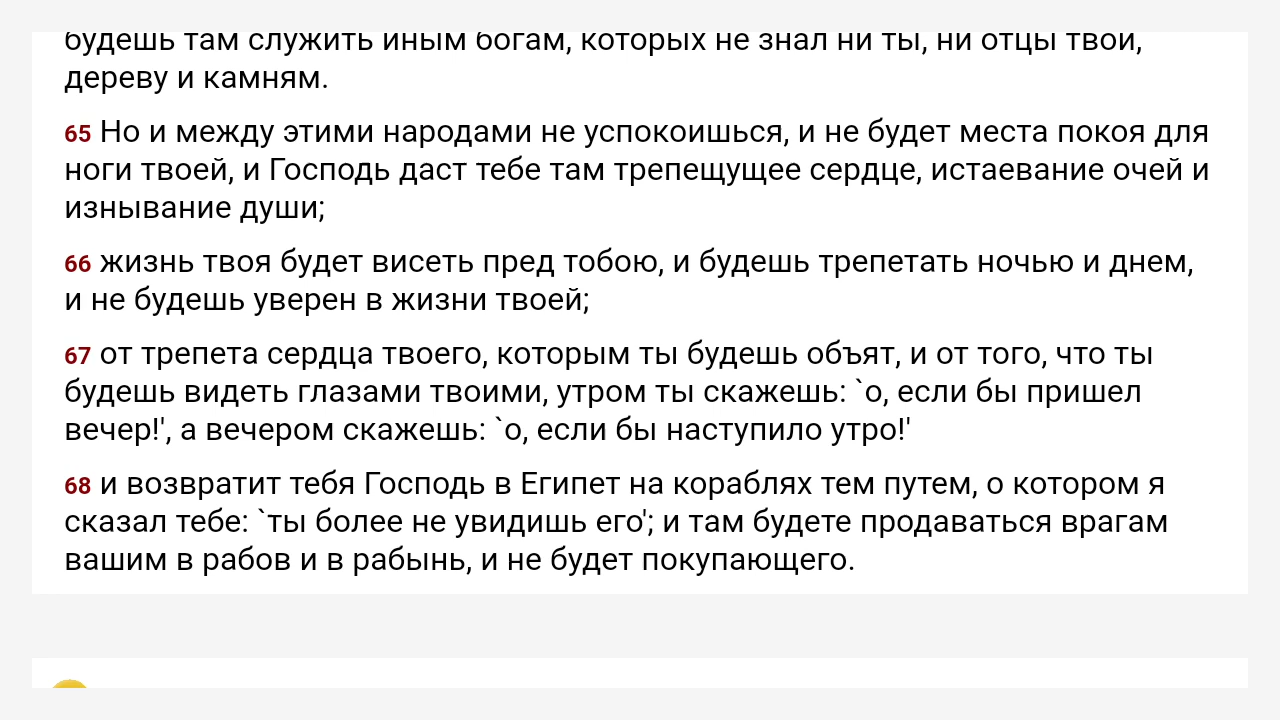 будешь там служить иным богам, которых не знал ни ты, ни отцы твои,
дереву и камням.
65 Но и между этими народами не успокоишься, и не будет места покоя для
ноги твоей, и Господь даст тебе там трепещущее сердце, истаевание очей и
изнывание души;
66 жизнь твоя будет висеть пред тобою, и будешь трепетать ночью и днем,
и не будешь уверен в жизни твоей;
67 от трепета сердца твоего, которым ты будешь объят, и от того, что ты
будешь видеть глазами твоими, утром ты скажешь: `о, если бы пришел
вечер!', а вечером скажешь: `о, если бы наступило утро!'
68 и возвратит тебя Господь в Египет на кораблях тем путем, о котором я
сказал тебе: `ты более не увидишь его'; и там будете продаваться врагам
вашим в рабов и в рабынь, и не будет покупающего.